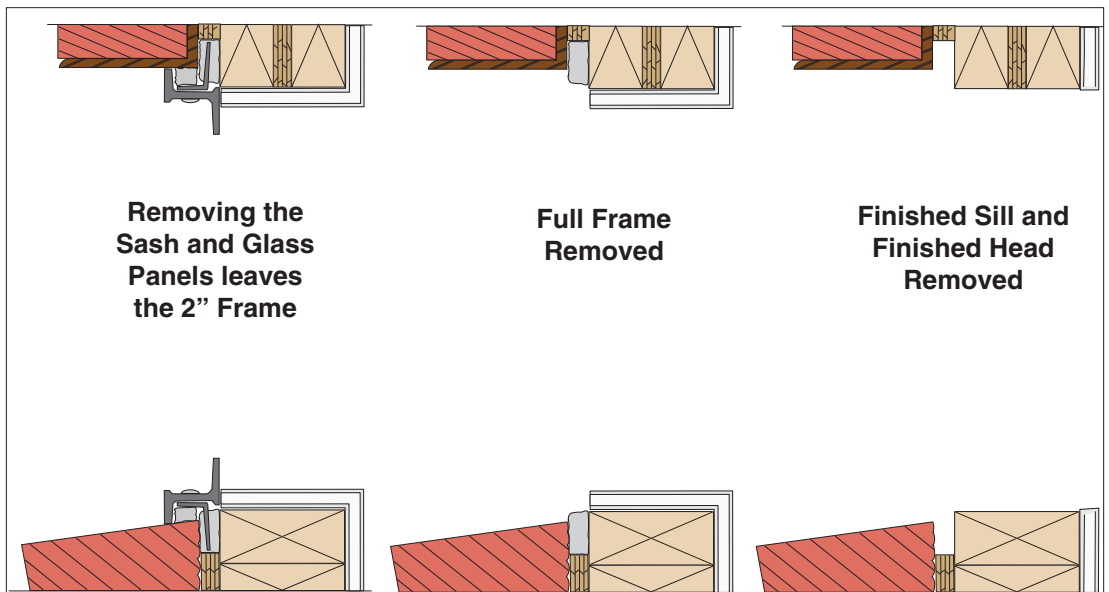 Removing the
Sash and Glass
Panels leaves
the 2” Frame
Full Frame
Removed
Finished Sill and
Finished Head
Removed